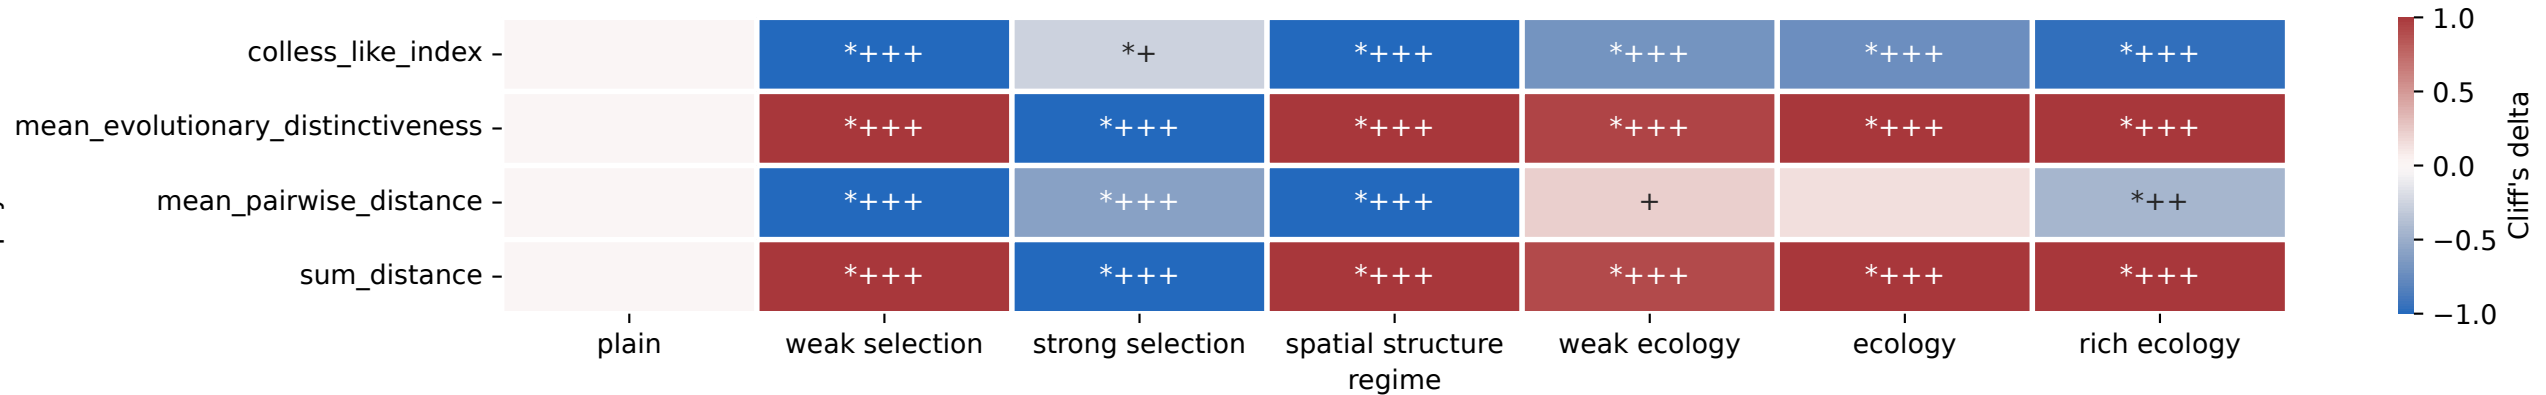 colless_like_index *+++ *+ *+++ *+++ *+++ *+++
mean_evolutionary_distinctiveness *+++ *+++ *+++ *+++ *+++ *+++
mean_pairwise_distance *+++ *+++ *+++ + *++
sum_distance *+++ *+++ *+++ *+++ *+++ *+++
plain weak selection strong selection spatial structure weak ecology ecology rich ecology
regime
1.0
0.5
0.0
−0.5
−1.0
Cliff's delta